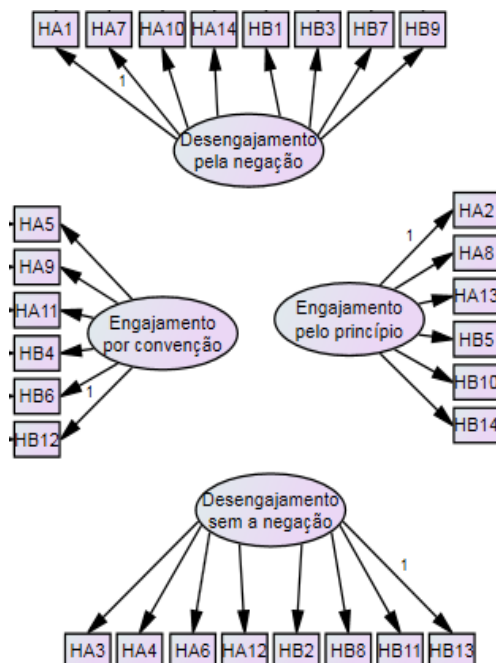 HA1 HA7 HA10 HA14 HB1 HB3 HB7 HB9
1
Desengajamento
pela negação
HA5
HA9
HA11
HB4
HB6
HB12
1
Engajamento
por convenção
Engajamento
pelo princípio
1
HA2
HA8
HA13
HB5
HB10
HB14
Desengajamento
sem a negação
1
HA3 HA4 HA6 HA12 HB2 HB8 HB11 HB13